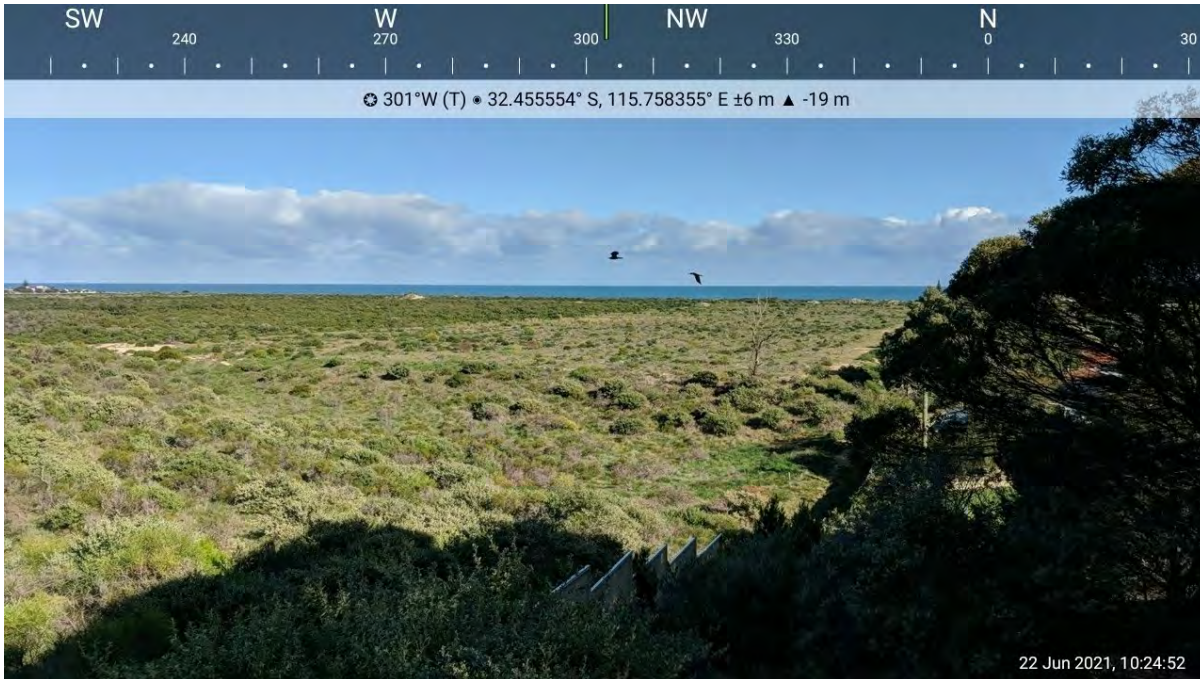 SW W NW N
240 270 300 330 0 30
301°W (T) 32.455554° S, 115.758355° E ±6 m ▲ -19 m
22 Jun 2021, 10:24:52